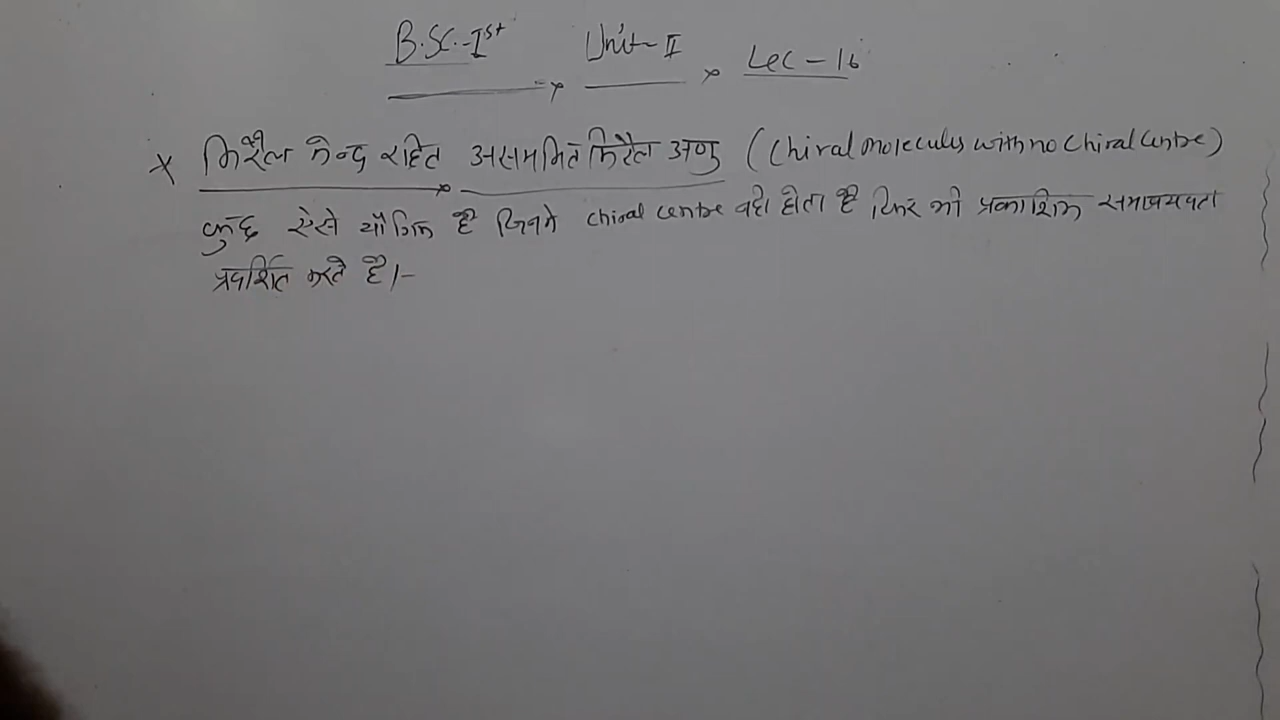 B.SC.-Ist Unit-II Lec-16
किरैल केन्द्र रहित असममित किरैल अणु (Chiral molecules with no Chiral Centre)
कुछ ऐसे यौगिक है जिनमे chiral centre नही होता है फिर भी प्रकाशिक समावयवता
प्रदर्शित करते है।-